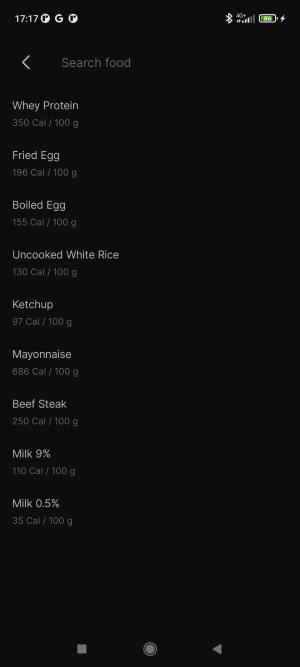 17:17
4G+
86
Search food
Whey Protein
350 Cal / 100 g
Fried Egg
196 Cal / 100 g
Boiled Egg
155 Cal / 100 g
Uncooked White Rice
130 Cal / 100 g
Ketchup
97 Cal / 100 g
Mayonnaise
686 Cal / 100 g
Beef Steak
250 Cal / 100 g
Milk 9%
110 Cal / 100 g
Milk 0.5%
35 Cal / 100 g